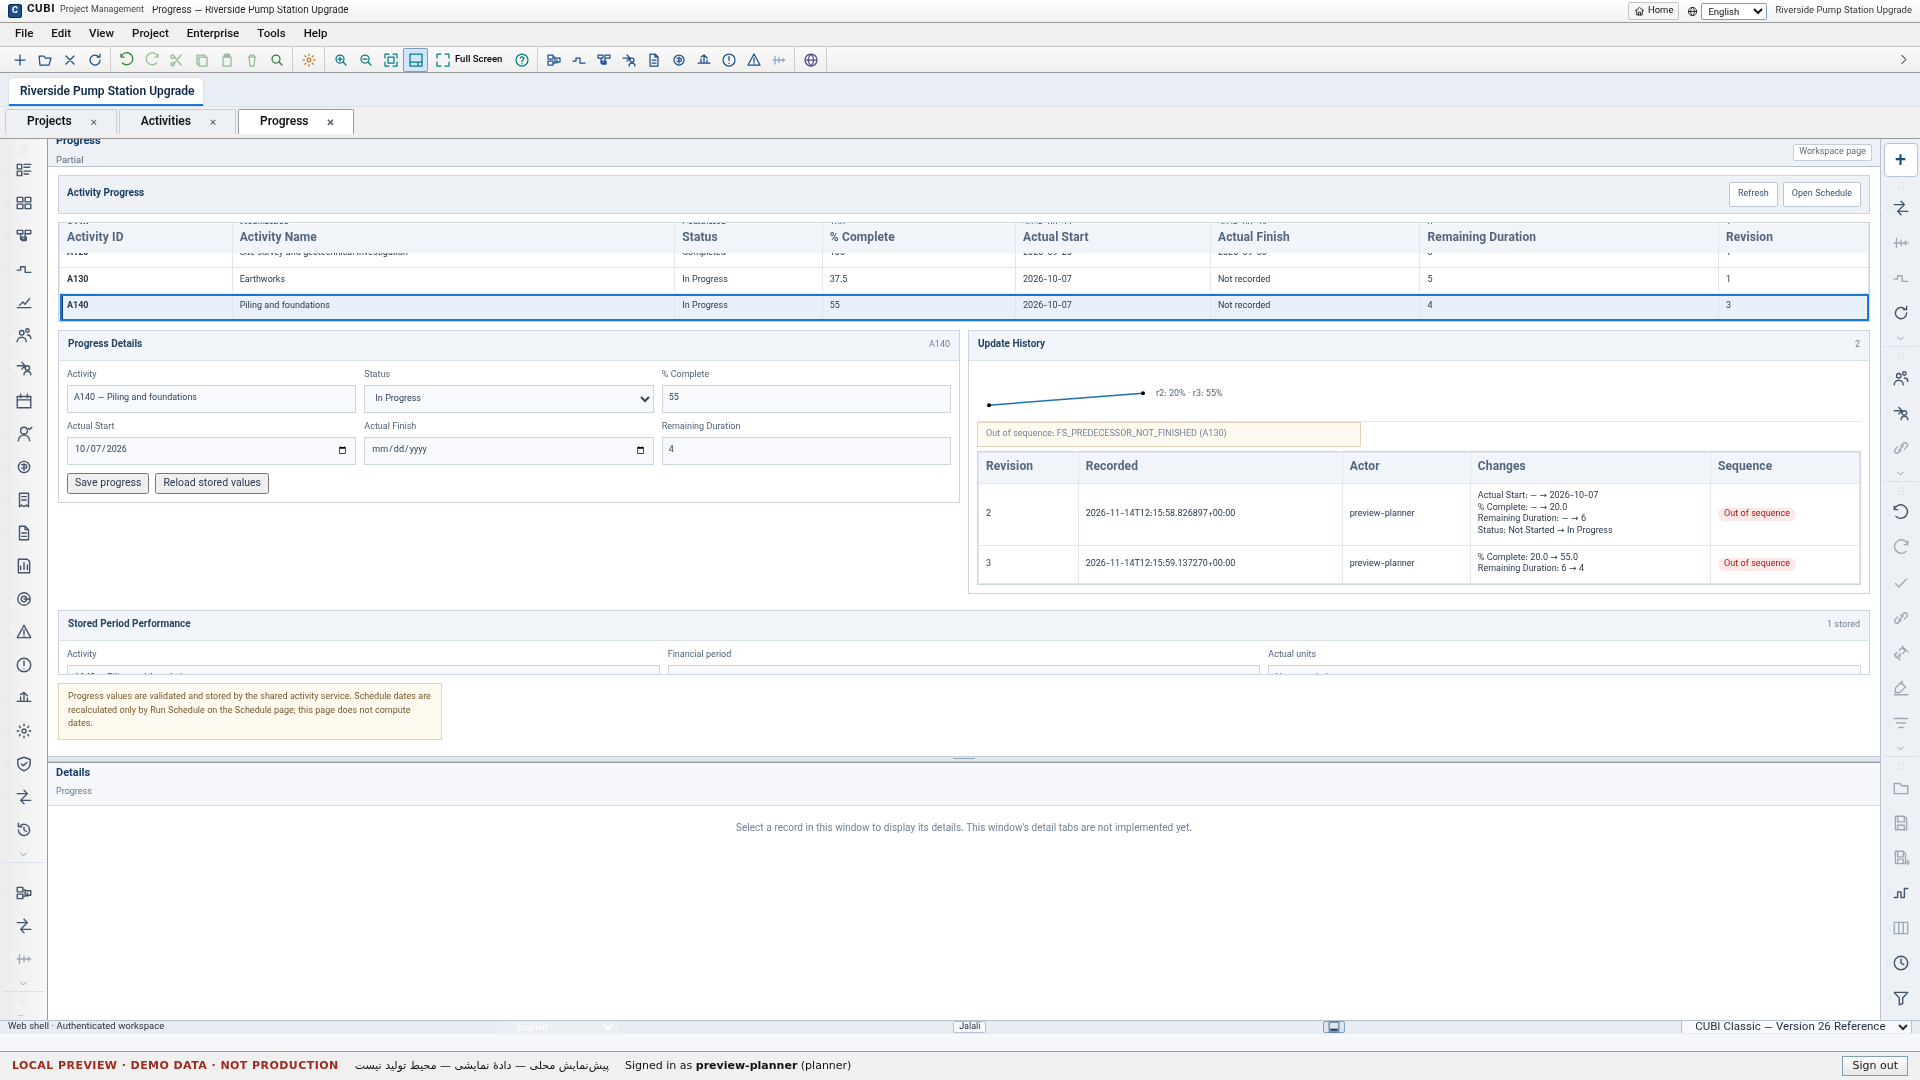 C CUBI Project Management Progress — Riverside Pump Station Upgrade Home English Riverside Pump Station Upgrade
File Edit View Project Enterprise Tools Help
Full Screen
Riverside Pump Station Upgrade
Projects × Activities × Progress ×
Progress
Partial
Workspace page
Activity Progress Refresh Open Schedule
Activity ID Activity Name Status % Complete Actual Start Actual Finish Remaining Duration Revision
A120 Site survey and geotechnical investigation Completed
A130 Earthworks In Progress 37.5 2026-10-07 Not recorded 5 1
A140 Piling and foundations In Progress 55 2026-10-07 Not recorded 4 3
Progress Details A140
Activity Status % Complete
A140 — Piling and foundations In Progress 55
Actual Start Actual Finish Remaining Duration
10/07/2026 mm/dd/yyyy 4
Save progress Reload stored values
Update History 2
r2: 20% · r3: 55%
Out of sequence: FS_PREDECESSOR_NOT_FINISHED (A130)
Revision Recorded Actor Changes Sequence
2 2026-11-14T12:15:58.826897+00:00 preview-planner Actual Start: — → 2026-10-07
% Complete: — → 20.0
Remaining Duration: — → 6
Status: Not Started → In Progress
Out of sequence
3 2026-11-14T12:15:59.137270+00:00 preview-planner % Complete: 20.0 → 55.0
Remaining Duration: 6 → 4
Out of sequence
Stored Period Performance 1 stored
Activity Financial period Actual units
Progress values are validated and stored by the shared activity service. Schedule dates are
recalculated only by Run Schedule on the Schedule page; this page does not compute
dates.
Details
Progress
Select a record in this window to display its details. This window's detail tabs are not implemented yet.
Web shell · Authenticated workspace English Jalali CUBI Classic — Version 26 Reference
LOCAL PREVIEW · DEMO DATA · NOT PRODUCTION پیش‌نمایش محلی — دادهٔ نمایشی — محیط تولید نیست Signed in as preview-planner (planner) Sign out